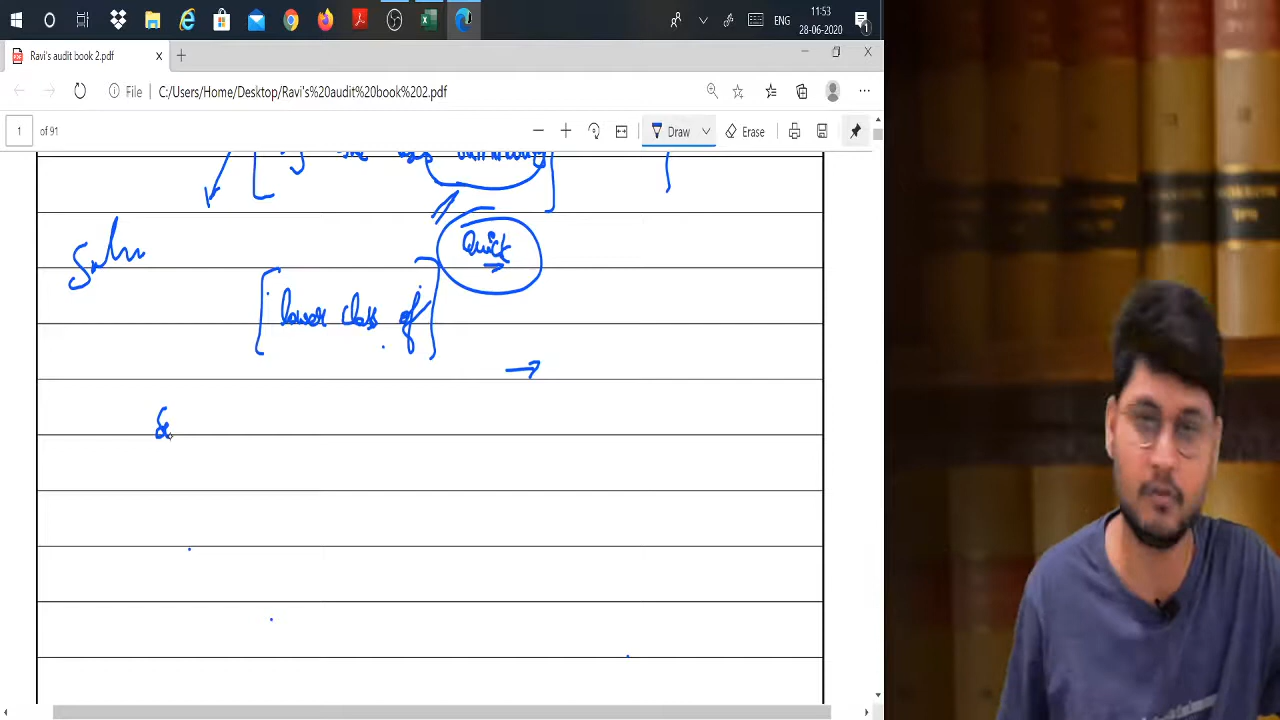 11:53
ENG
28-06-2020
Ravi's audit book 2.pdf
File C:/Users/Home/Desktop/Ravi's%20audit%20book%202.pdf
1 of 91 Draw Erase
Quick
Soln
lower class of